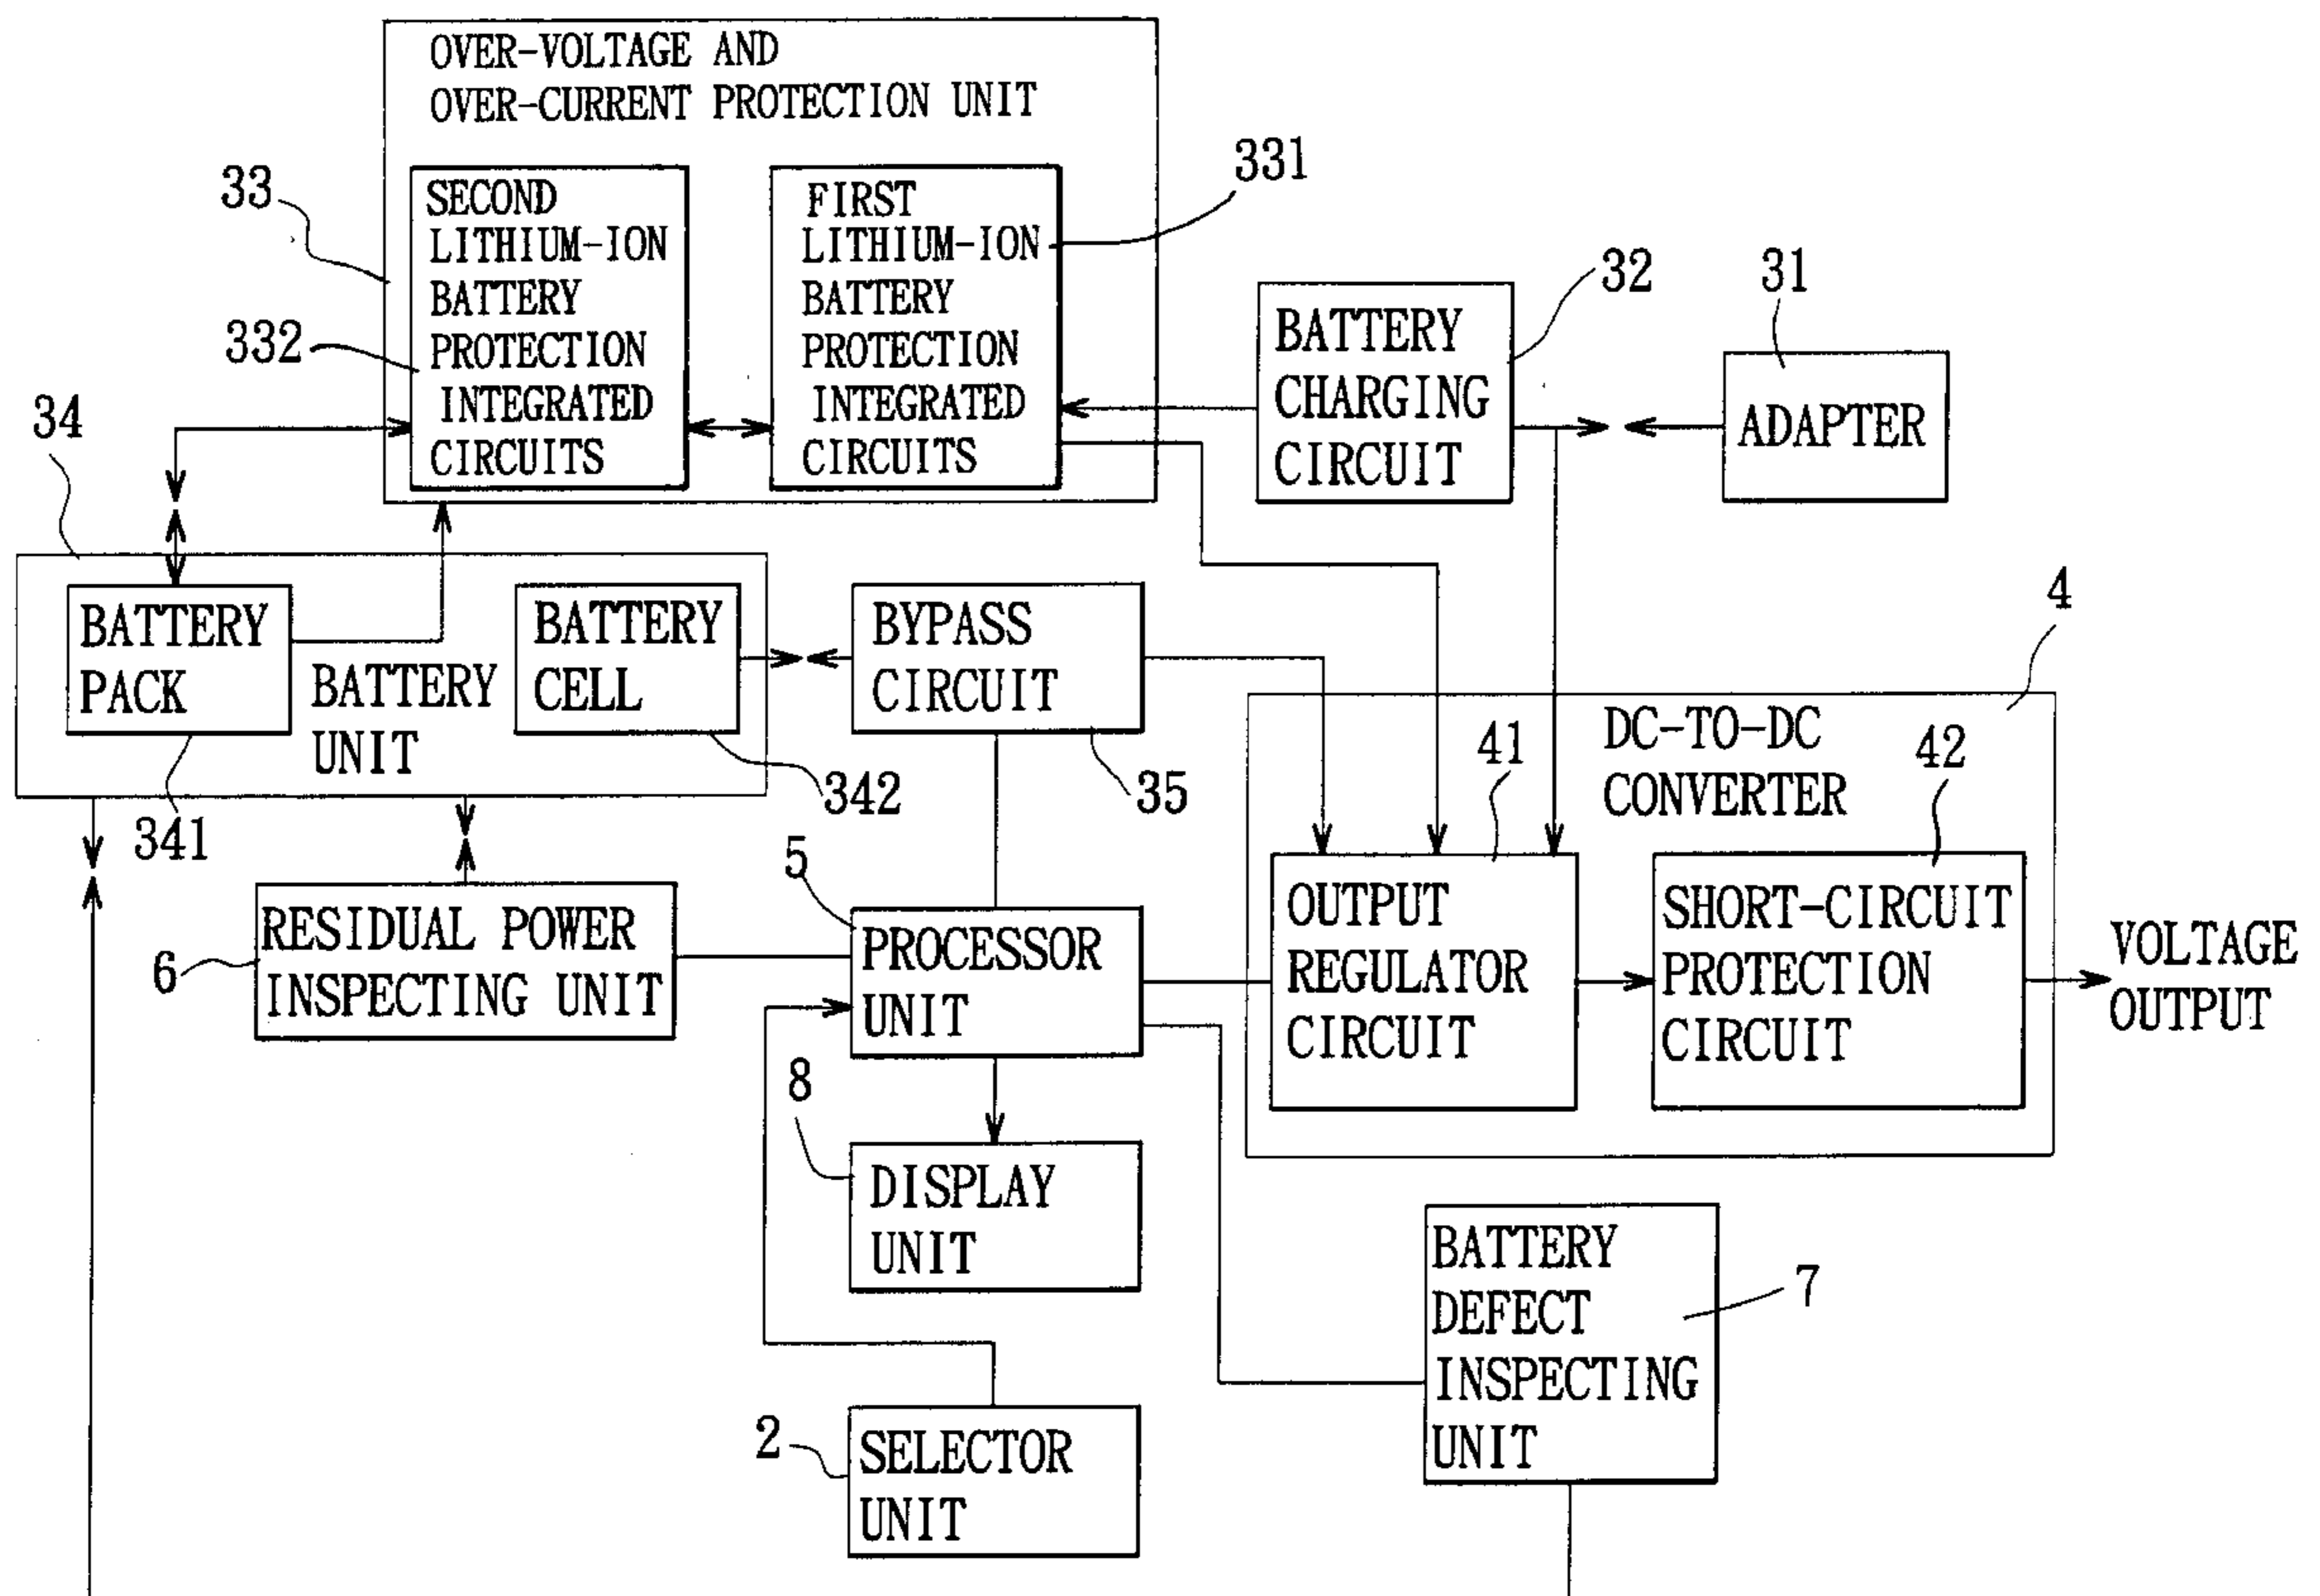 OVER-VOLTAGE AND
OVER-CURRENT PROTECTION UNIT
33
SECOND
LITHIUM-ION
BATTERY
PROTECTION
INTEGRATED
CIRCUITS
332
FIRST
LITHIUM-ION
BATTERY
PROTECTION
INTEGRATED
CIRCUITS
331
BATTERY
CHARGING
CIRCUIT
32
ADAPTER
31
34
BATTERY
PACK
341
BATTERY
UNIT
BATTERY
CELL
342
BYPASS
CIRCUIT
35
4
DC-TO-DC
CONVERTER
41
OUTPUT
REGULATOR
CIRCUIT
42
SHORT-CIRCUIT
PROTECTION
CIRCUIT
VOLTAGE
OUTPUT
RESIDUAL POWER
INSPECTING UNIT
6
5
PROCESSOR
UNIT
8
DISPLAY
UNIT
2
SELECTOR
UNIT
BATTERY
DEFECT
INSPECTING
UNIT
7